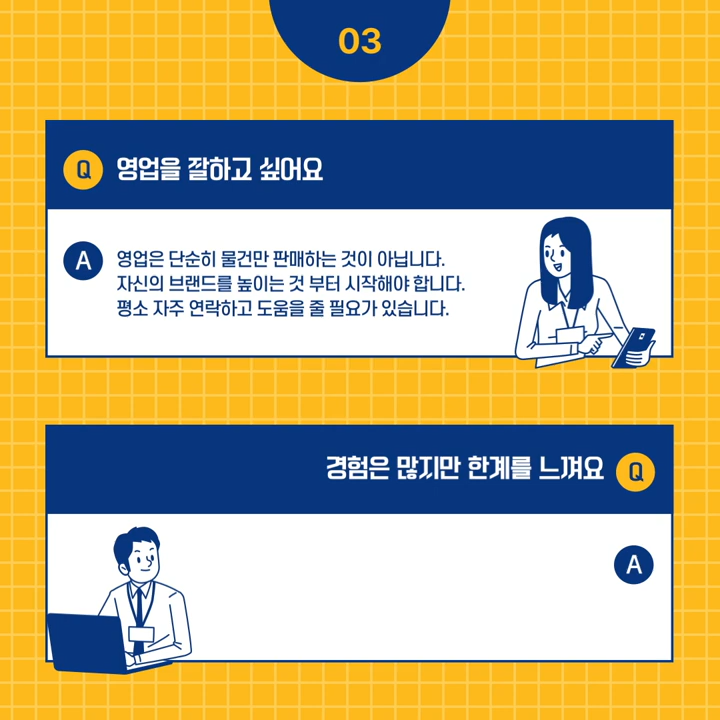 03
Q 영업을 잘하고 싶어요
A 영업은 단순히 물건만 판매하는 것이 아닙니다.
자신의 브랜드를 높이는 것 부터 시작해야 합니다.
평소 자주 연락하고 도움을 줄 필요가 있습니다.
경험은 많지만 한계를 느껴요 Q
A